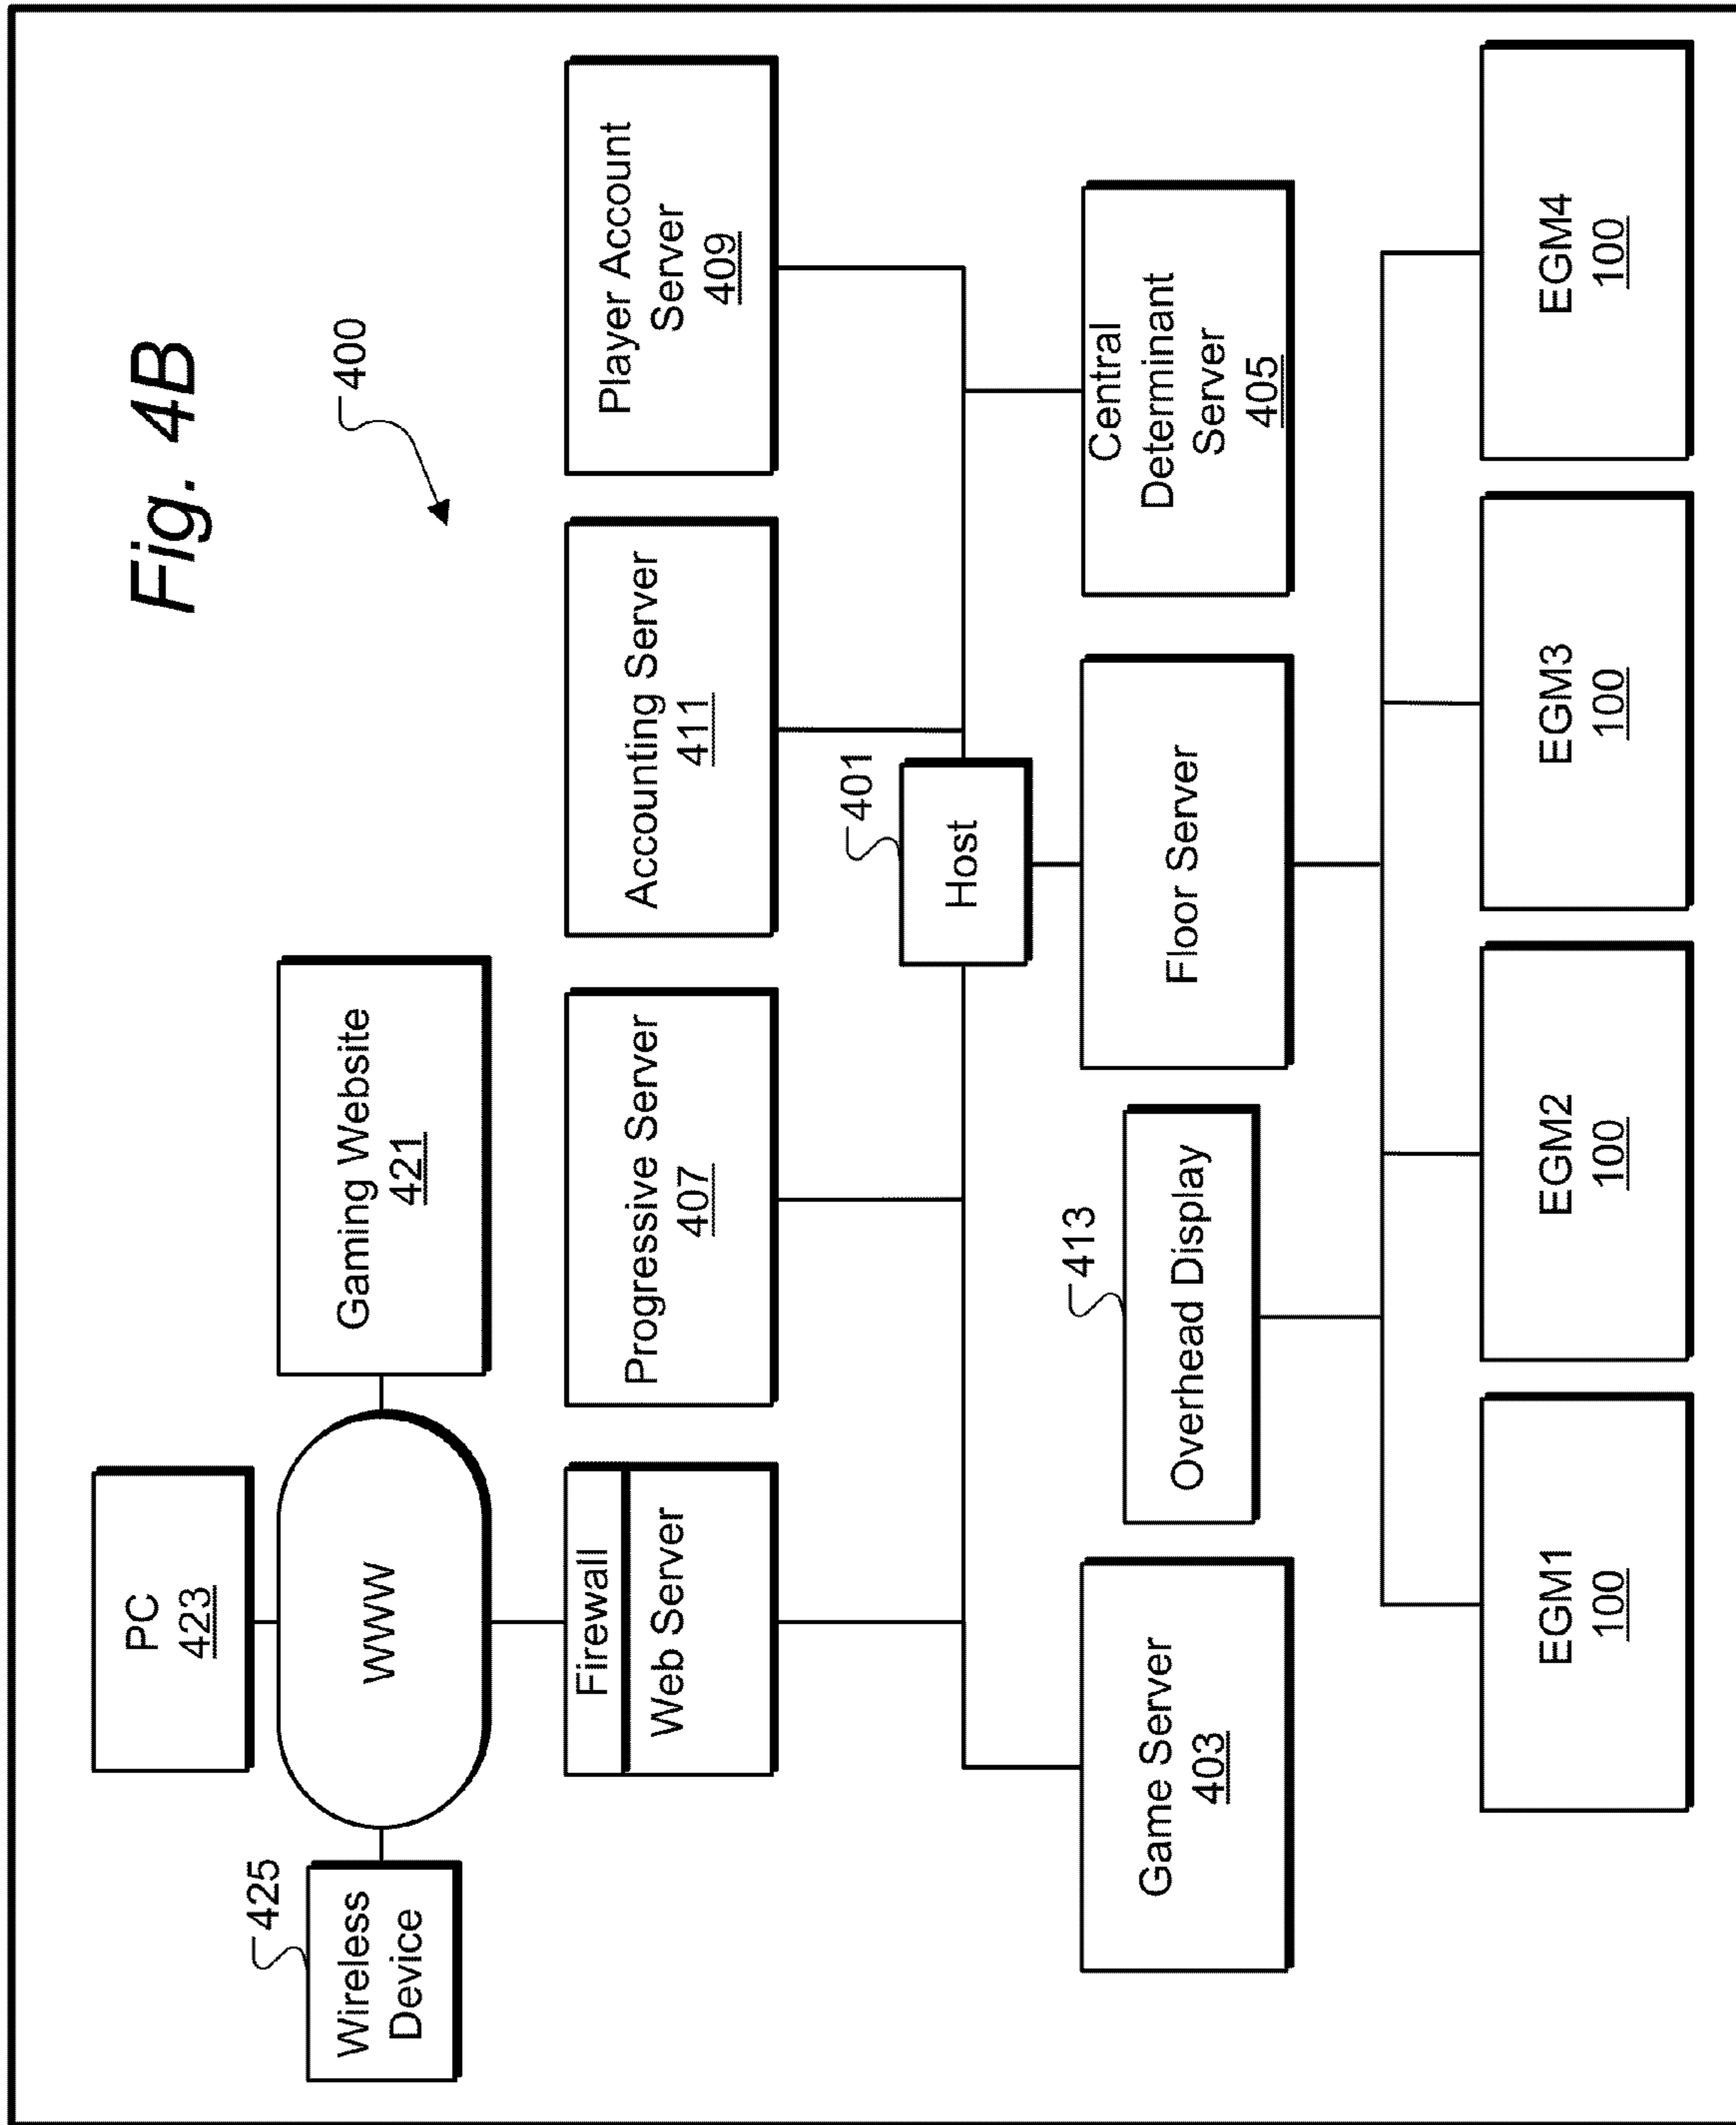 Fig. 4B
400
PC
423
425
Wireless
Device
WWW
Gaming Website
421
Firewall
Web Server
Progressive Server
407
Accounting Server
411
Player Account
Server
409
401
Host
Game Server
403
413
Overhead Display
Floor Server
Central
Determinant
Server
405
EGM1
100
EGM2
100
EGM3
100
EGM4
100